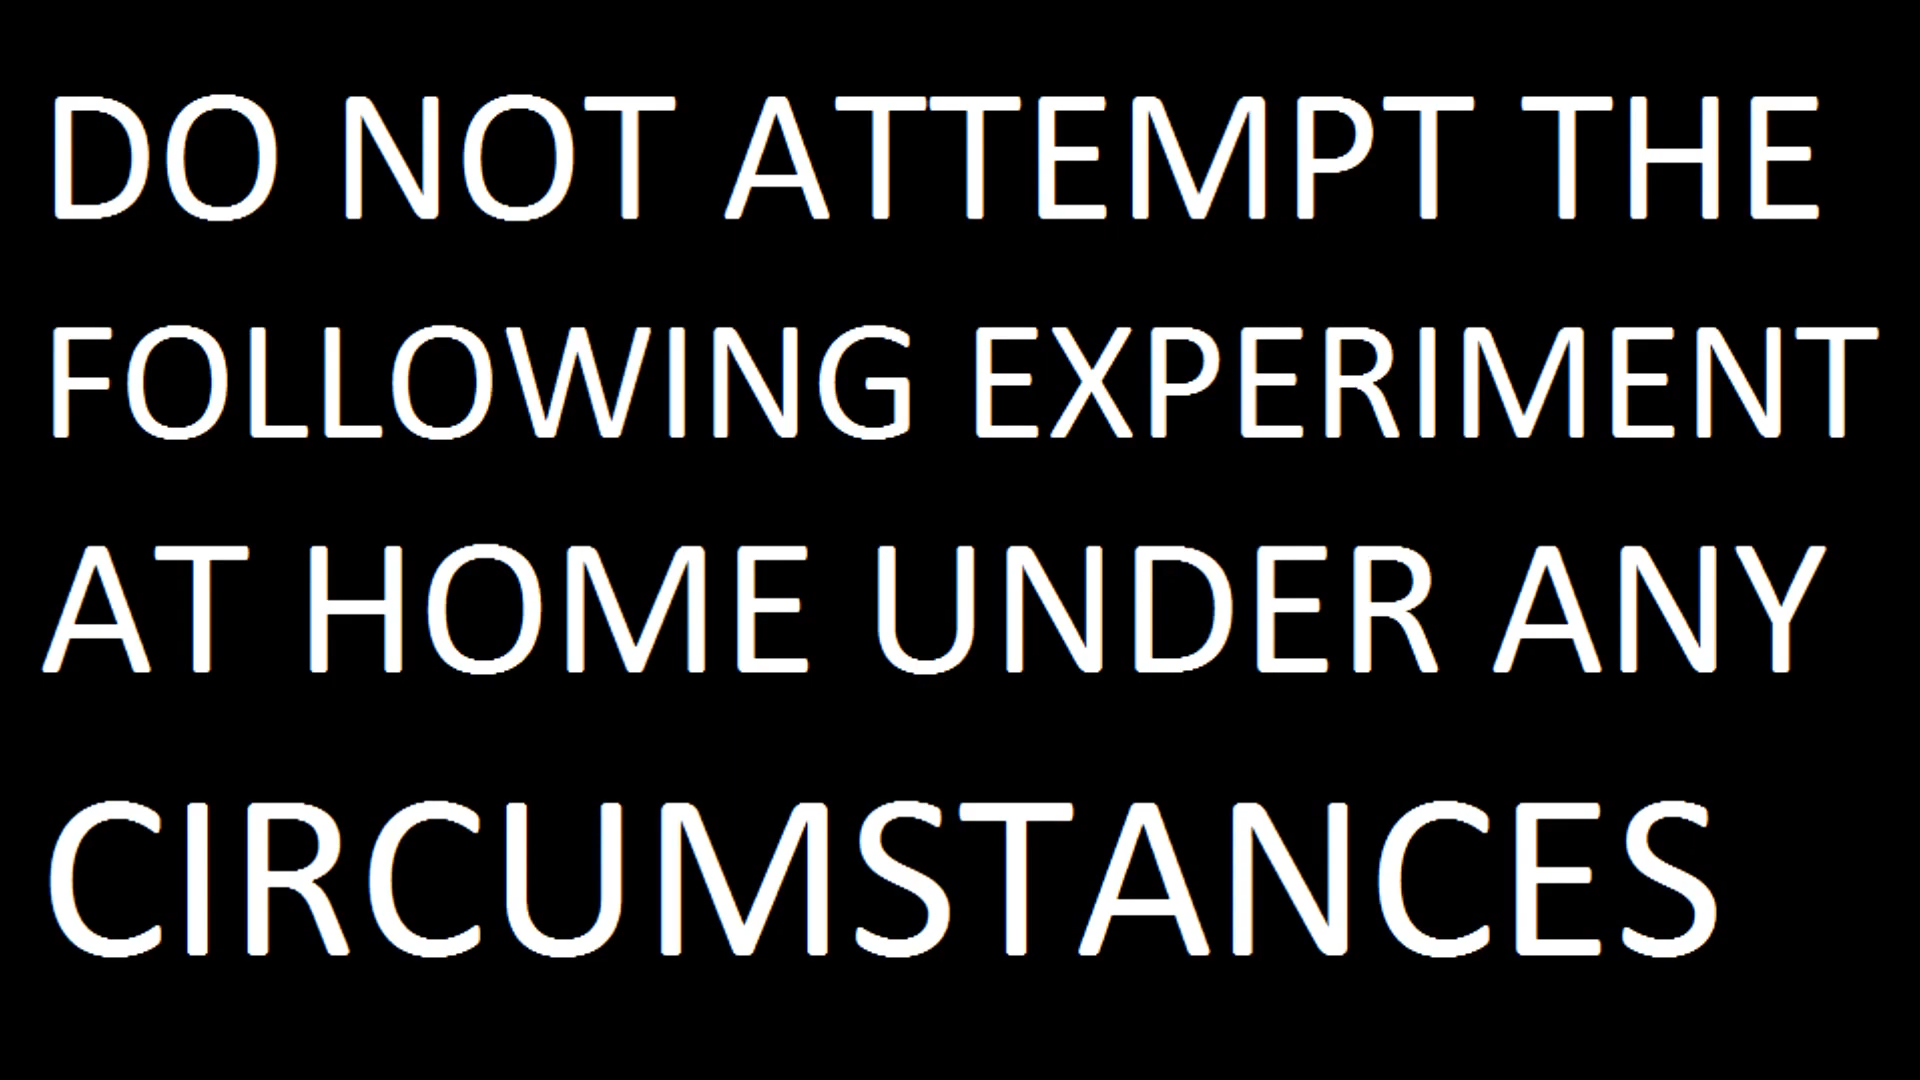 DO NOT ATTEMPT THE
FOLLOWING EXPERIMENT
AT HOME UNDER ANY
CIRCUMSTANCES